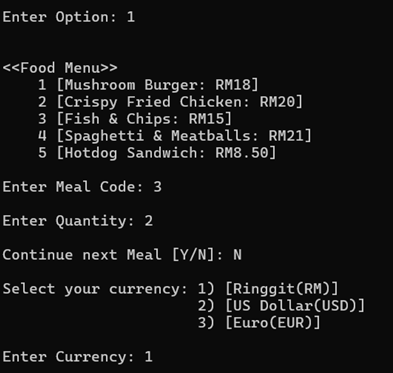 Enter Option: 1
<<Food Menu>>
1 [Mushroom Burger: RM18]
2 [Crispy Fried Chicken: RM20]
3 [Fish & Chips: RM15]
4 [Spaghetti & Meatballs: RM21]
5 [Hotdog Sandwich: RM8.50]
Enter Meal Code: 3
Enter Quantity: 2
Continue next Meal [Y/N]: N
Select your currency: 1) [Ringgit(RM)]
2) [US Dollar(USD)]
3) [Euro(EUR)]
Enter Currency: 1